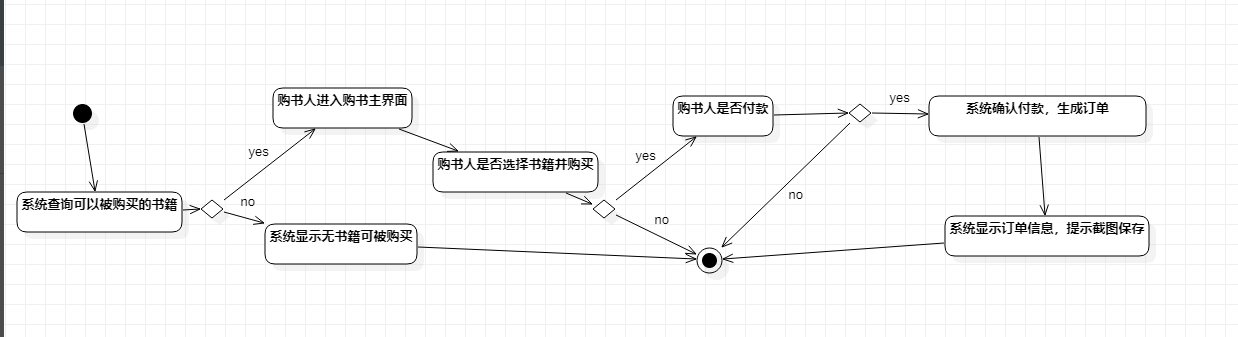 系统查询可以被购买的书籍
yes
购书人进入购书主界面
no
系统显示无书籍可被购买
购书人是否选择书籍并购买
yes
购书人是否付款
no
yes
系统确认付款，生成订单
no
系统显示订单信息，提示截图保存